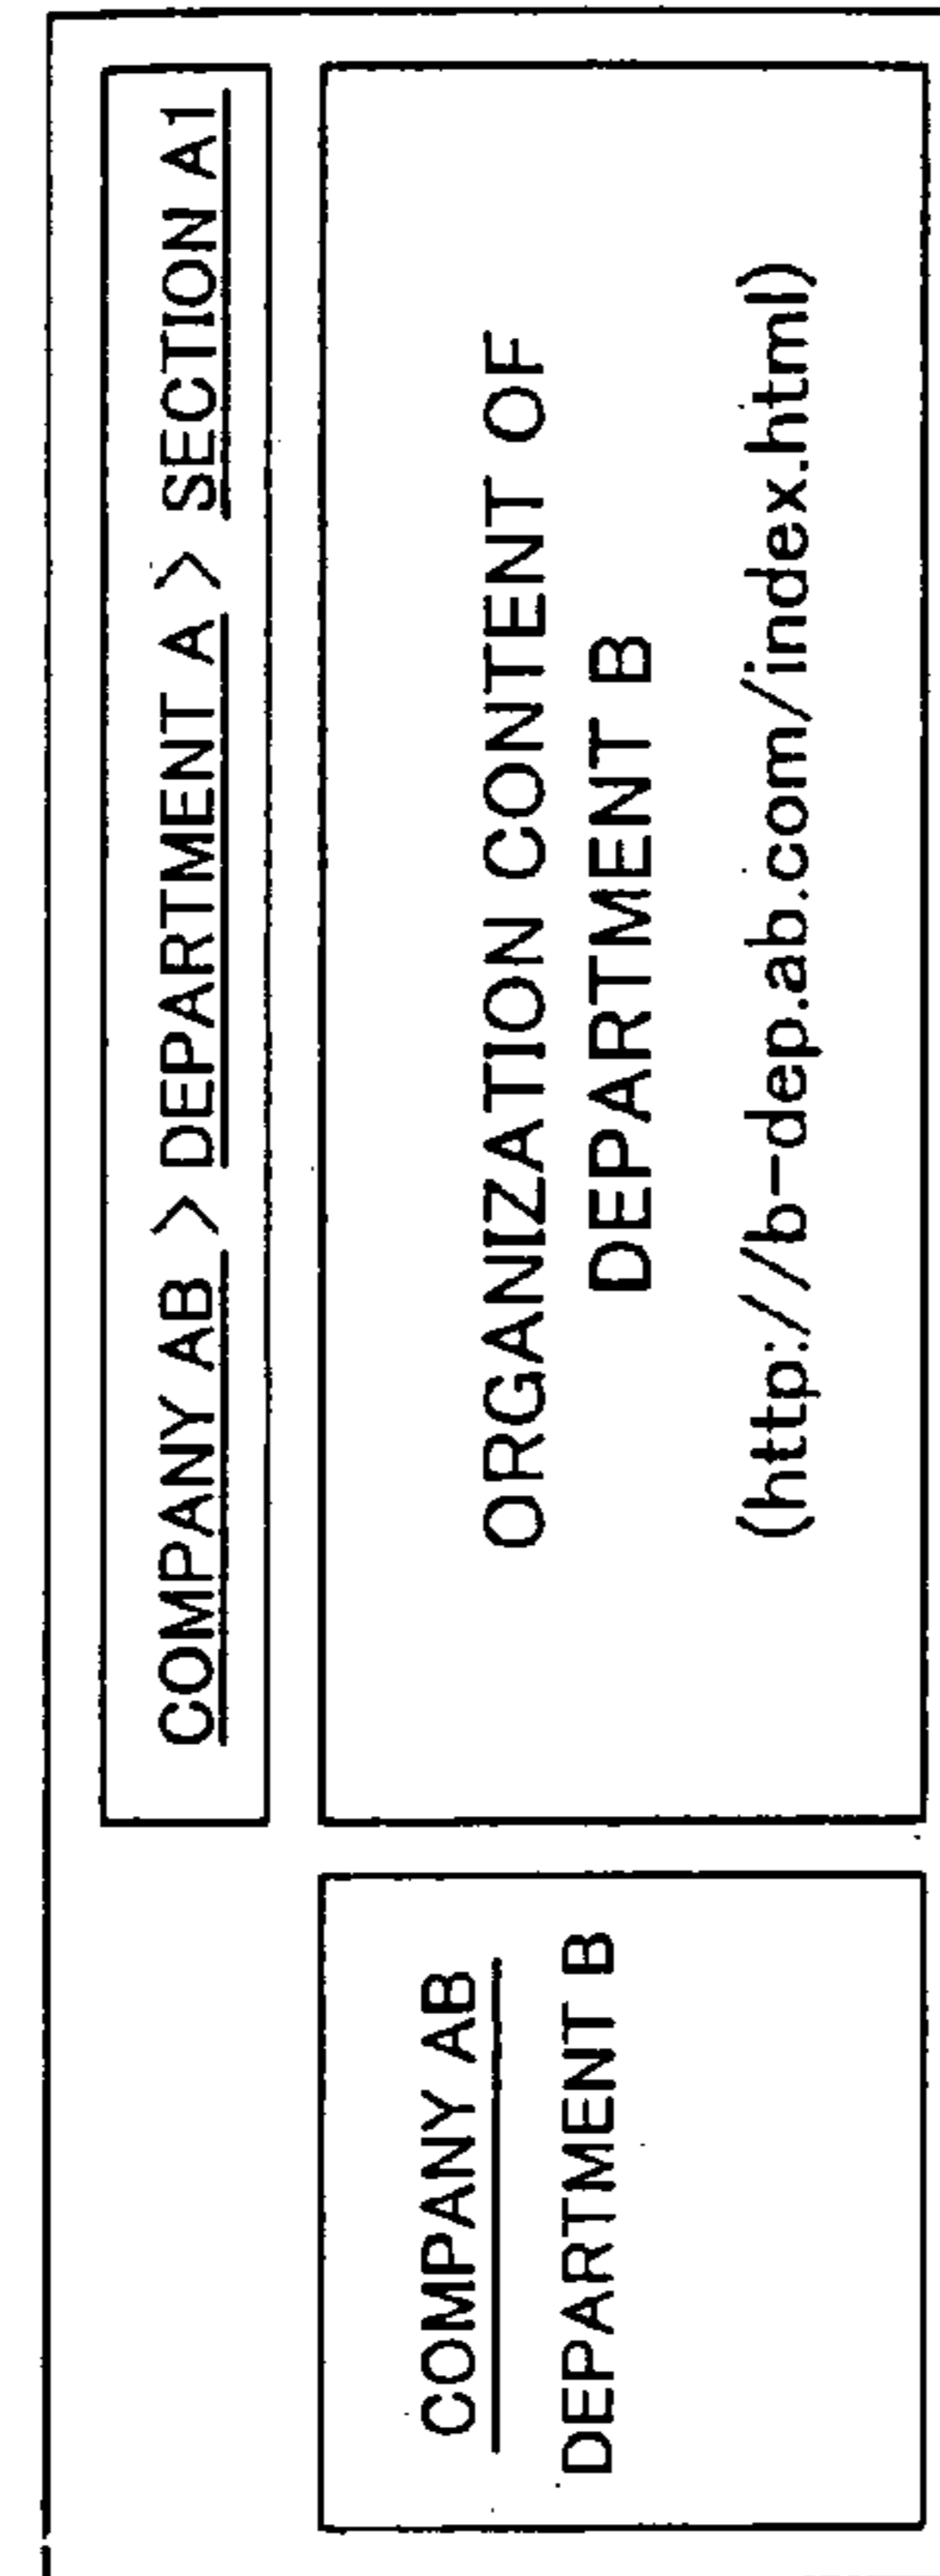 COMPANY AB > DEPARTMENT A > SECTION A1
COMPANY AB
DEPARTMENT B
ORGANIZATION CONTENT OF
DEPARTMENT B
(http://b-dep.ab.com/index.html)